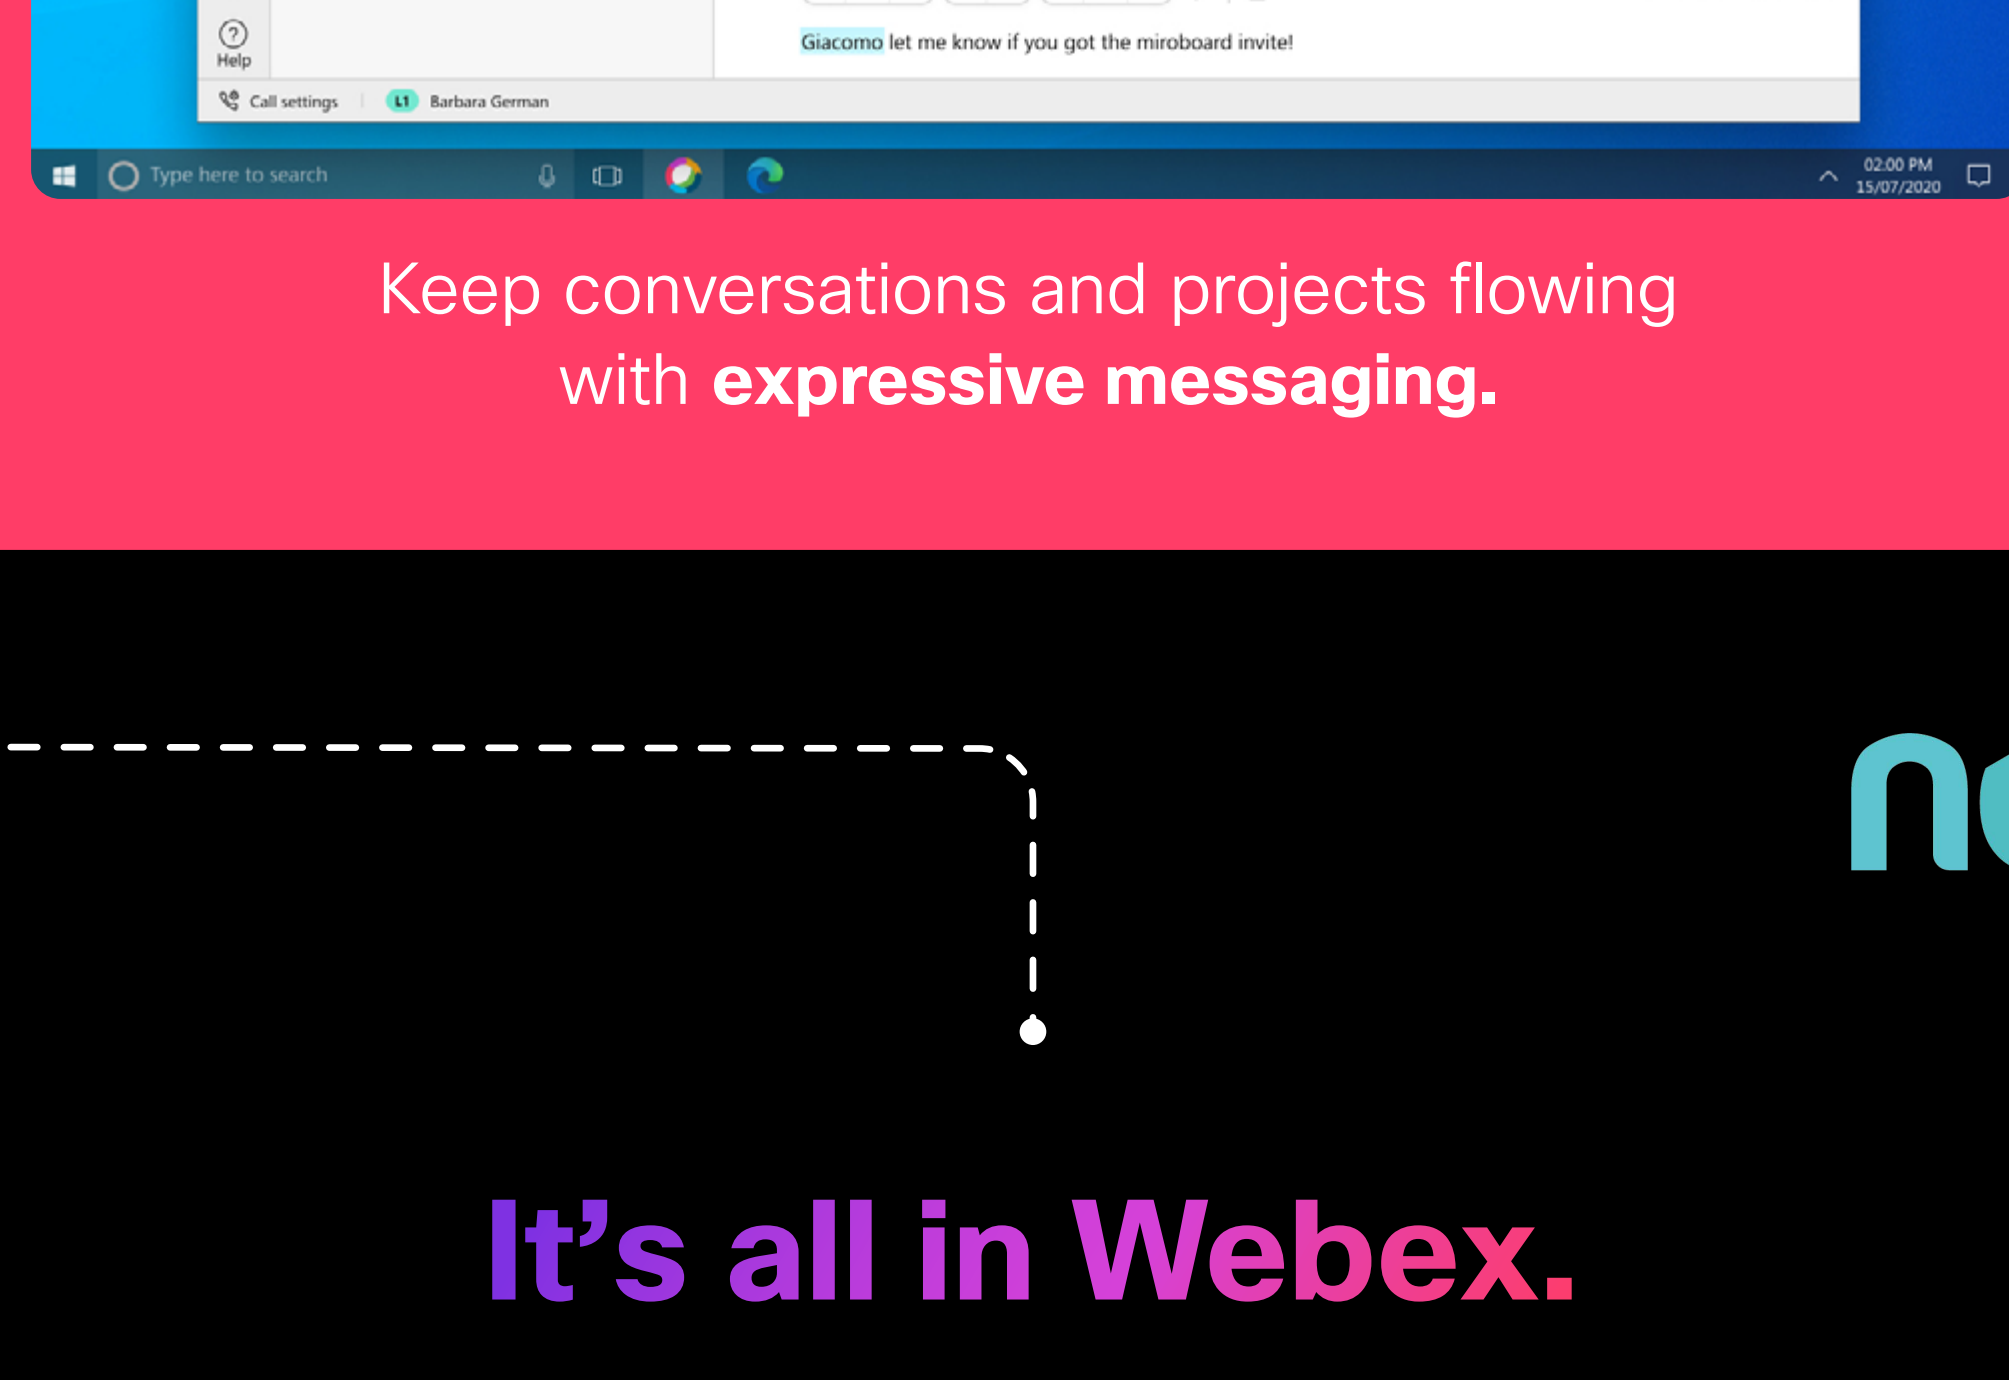 Giacomo let me know if you got the miroboard invite!
Help
Call settings
L1 Barbara German
Type here to search
02:00 PM
15/07/2020
Keep conversations and projects flowing
with expressive messaging.
It’s all in Webex.